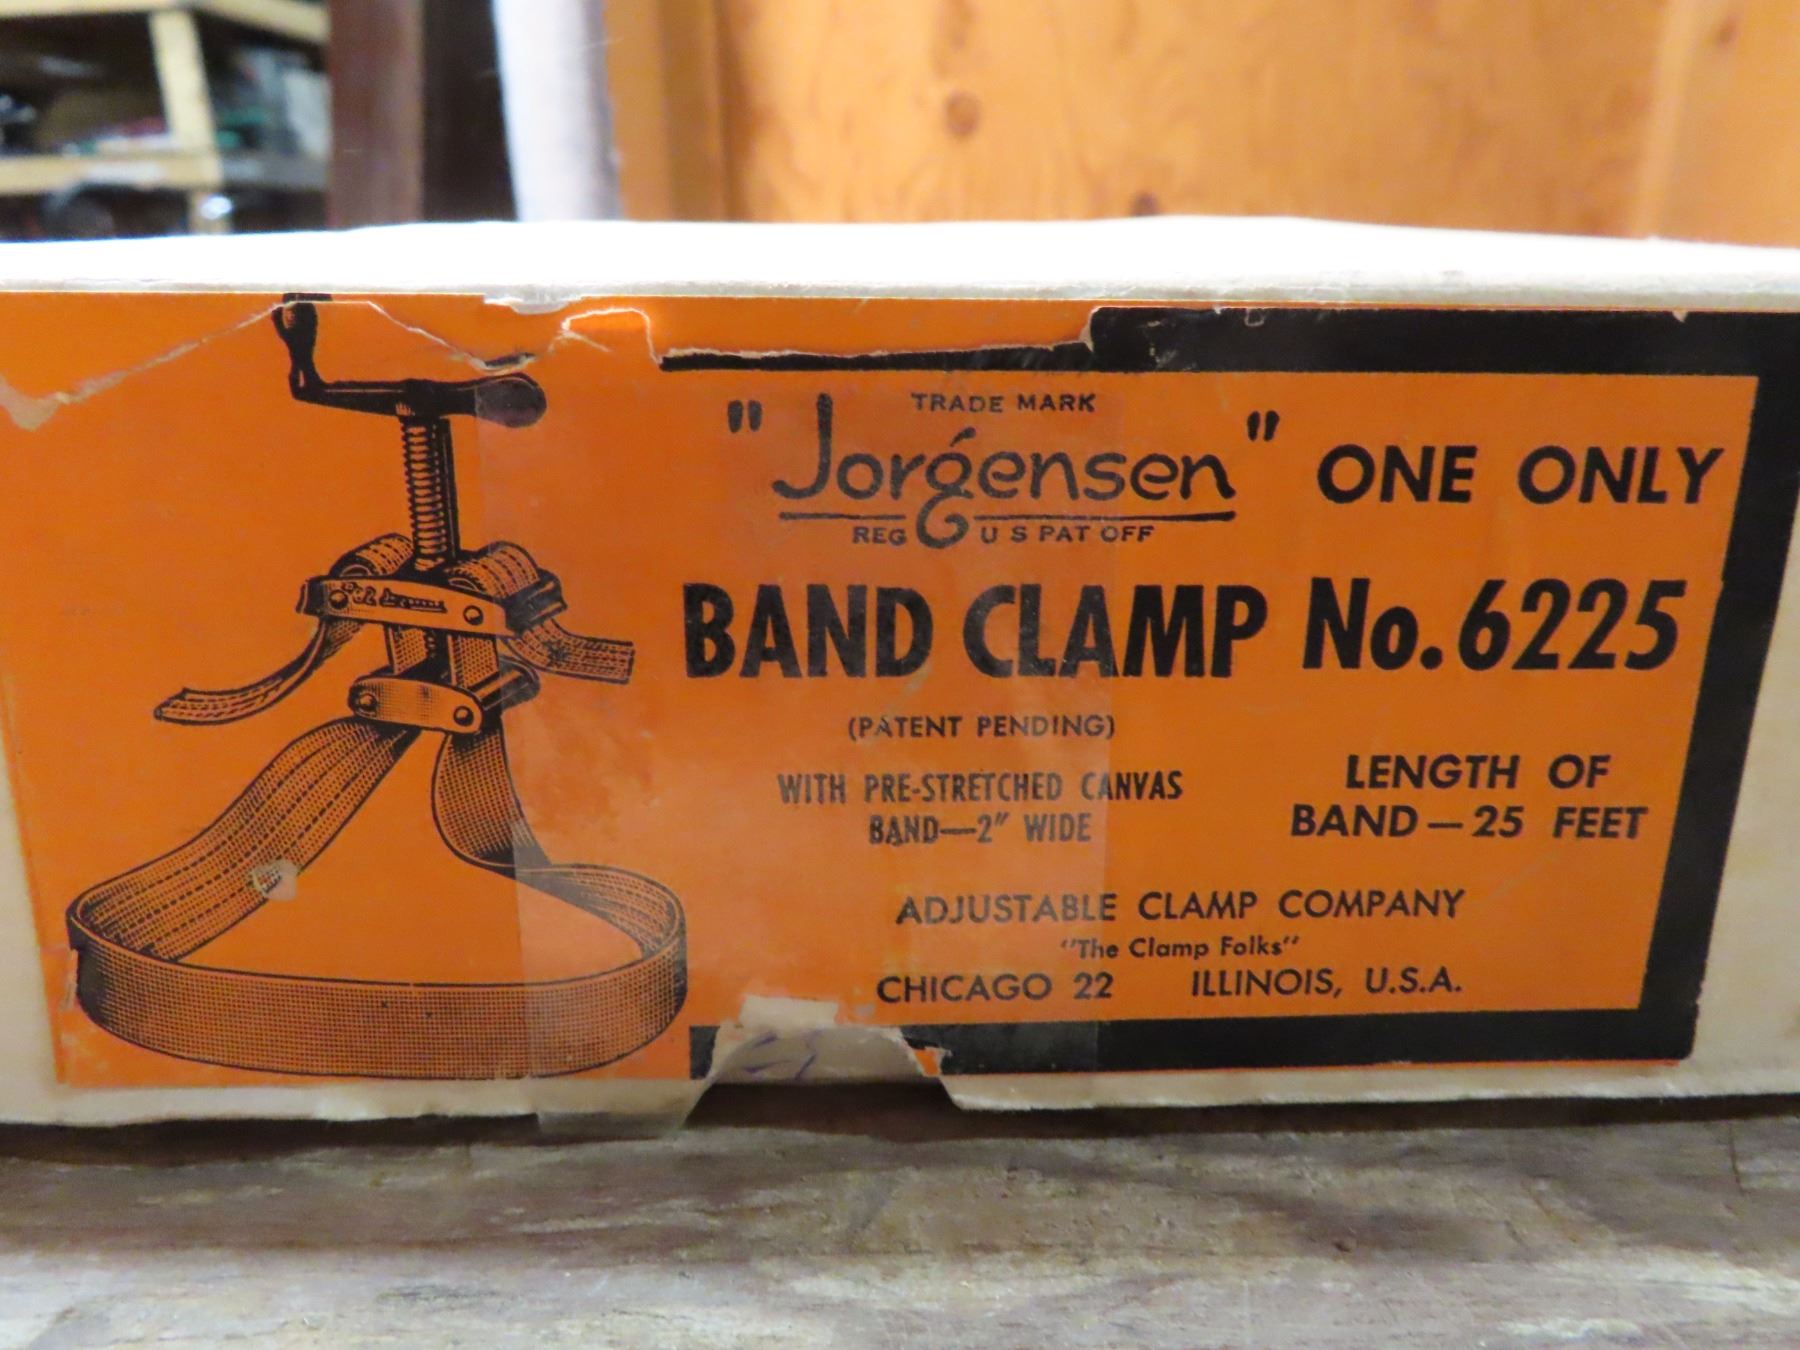 TRADE MARK
"Jorgensen" ONE ONLY
REG U S PAT OFF
BAND CLAMP No. 6225
(PATENT PENDING)
WITH PRE-STRETCHED CANVAS
BAND—2" WIDE
LENGTH OF
BAND—25 FEET
ADJUSTABLE CLAMP COMPANY
"The Clamp Folks"
CHICAGO 22 ILLINOIS, U.S.A.